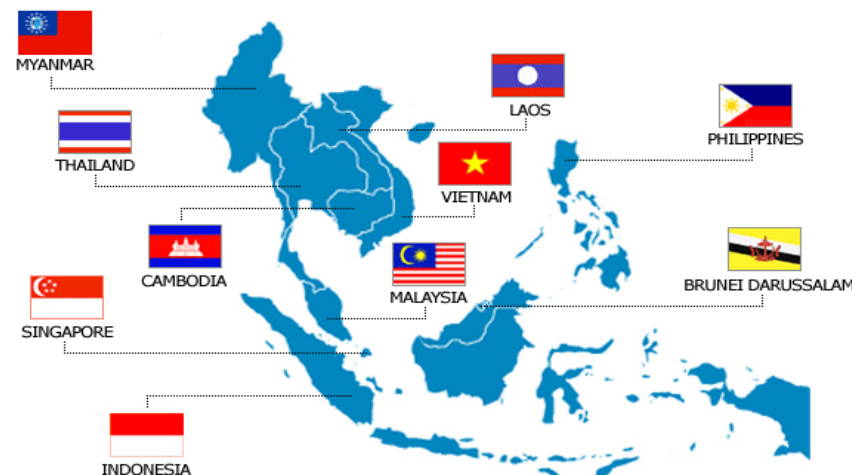 MYANMAR
LAOS
PHILIPPINES
THAILAND
VIETNAM
CAMBODIA
MALAYSIA
BRUNEI DARUSSALAM
SINGAPORE
INDONESIA